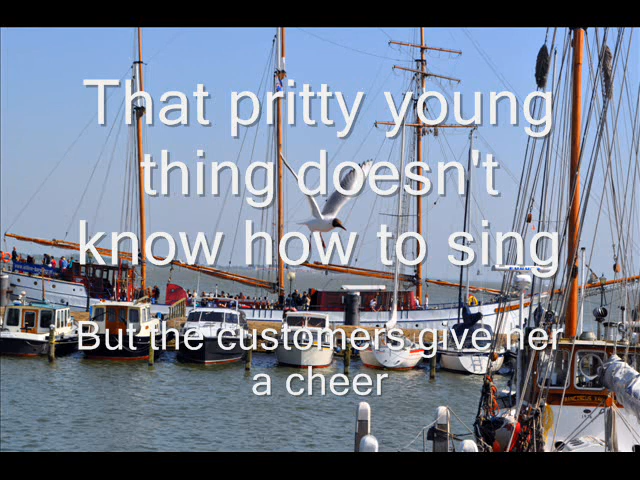 That pritty young
thing doesn't
know how to sing
But the customers give her
a cheer